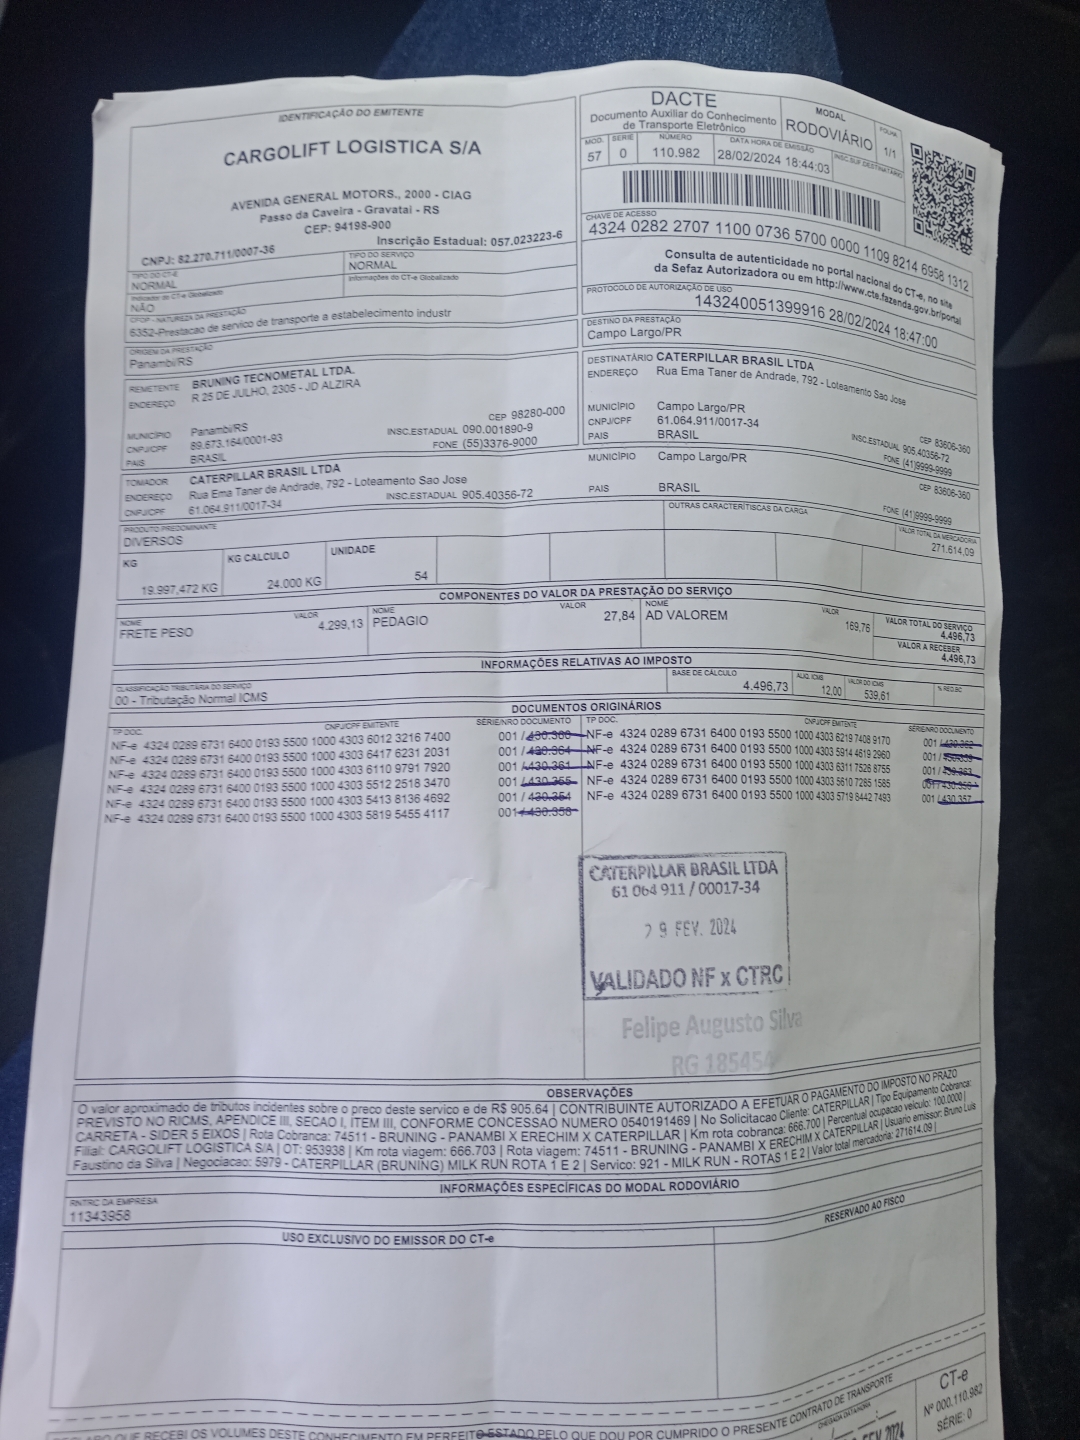 IDENTIFICAÇÃO DO EMITENTE
CARGOLIFT LOGISTICA S/A
AVENIDA GENERAL MOTORS., 2000 - CIAG
Passo da Caveira - Gravatai - RS
CEP: 94198-900
CNPJ: 82.270.711/0007-36 Inscrição Estadual: 057.023223-6
DACTE
Documento Auxiliar do Conhecimento
de Transporte Eletrônico
MODAL
RODOVIÁRIO
FOLHA
1/1
MOD. SÉRIE NÚMERO DATA HORA DE EMISSÃO INSC.SUF.DESTINATÁRIO
57 0 110.982 28/02/2024 18:44:03
CHAVE DE ACESSO
4324 0282 2707 1100 0736 5700 0000 1109 8214 6958 1312
Consulta de autenticidade no portal nacional do CT-e, no site
da Sefaz Autorizadora ou em http://www.cte.fazenda.gov.br/portal
PROTOCOLO DE AUTORIZAÇÃO DE USO
143240051399916 28/02/2024 18:47:00
TIPO DO CT-E TIPO DO SERVIÇO
NORMAL NORMAL
Indicador do CT-e Globalizado Informações do CT-e Globalizado
NÃO
CFOP - NATUREZA DA PRESTAÇÃO
6352-Prestacao de servico de transporte a estabelecimento industr
ORIGEM DA PRESTAÇÃO
Panambi/RS
DESTINO DA PRESTAÇÃO
Campo Largo/PR
REMETENTE BRUNING TECNOMETAL LTDA.
ENDEREÇO R 25 DE JULHO, 2305 - JD ALZIRA
CEP 98280-000
MUNICÍPIO Panambi/RS
CNPJ/CPF 89.673.164/0001-93 INSC.ESTADUAL 090.001890-9
PAIS BRASIL FONE (55)3376-9000
DESTINATÁRIO CATERPILLAR BRASIL LTDA
ENDEREÇO Rua Ema Taner de Andrade, 792 - Loteamento Sao Jose
MUNICÍPIO Campo Largo/PR CEP 83606-360
CNPJ/CPF 61.064.911/0017-34 INSC.ESTADUAL 905.40356-72
PAIS BRASIL FONE (41)9999-9999
TOMADOR CATERPILLAR BRASIL LTDA
ENDEREÇO Rua Ema Taner de Andrade, 792 - Loteamento Sao Jose
CNPJ/CPF 61.064.911/0017-34 INSC.ESTADUAL 905.40356-72
MUNICÍPIO Campo Largo/PR CEP 83606-360
PAIS BRASIL FONE (41)9999-9999
PRODUTO PREDOMINANTE
DIVERSOS
OUTRAS CARACTERÍTISCAS DA CARGA
VALOR TOTAL DA MERCADORIA
271.614,09
KG KG CALCULO UNIDADE
19.997,472 KG 24.000 KG 54
COMPONENTES DO VALOR DA PRESTAÇÃO DO SERVIÇO
NOME VALOR NOME VALOR NOME VALOR
FRETE PESO 4.299,13 PEDAGIO 27,84 AD VALOREM 169,76
VALOR TOTAL DO SERVIÇO
4.496,73
VALOR A RECEBER
4.496,73
INFORMAÇÕES RELATIVAS AO IMPOSTO
CLASSIFICAÇÃO TRIBUTÁRIA DO SERVIÇO
00 - Tributação Normal ICMS
BASE DE CÁLCULO ALIQ. ICMS VALOR DO ICMS % RED.BC
4.496,73 12,00 539,61
DOCUMENTOS ORIGINÁRIOS
TP DOC. CNPJ/CPF EMITENTE SÉRIE/NRO DOCUMENTO TP DOC. CNPJ/CPF EMITENTE SÉRIE/NRO DOCUMENTO
NF-e 4324 0289 6731 6400 0193 5500 1000 4303 6012 3216 7400 001 / 430.360 NF-e 4324 0289 6731 6400 0193 5500 1000 4303 6219 7408 9170 001 / 430.362
NF-e 4324 0289 6731 6400 0193 5500 1000 4303 6417 6231 2031 001 / 430.364 NF-e 4324 0289 6731 6400 0193 5500 1000 4303 5914 4619 2960 001 / 430.359
NF-e 4324 0289 6731 6400 0193 5500 1000 4303 6110 9791 7920 001 / 430.361 NF-e 4324 0289 6731 6400 0193 5500 1000 4303 6311 7526 8755 001 / 430.363
NF-e 4324 0289 6731 6400 0193 5500 1000 4303 5512 2518 3470 001 / 430.355 NF-e 4324 0289 6731 6400 0193 5500 1000 4303 5610 7265 1585 001 / 430.356
NF-e 4324 0289 6731 6400 0193 5500 1000 4303 5413 8136 4692 001 / 430.354 NF-e 4324 0289 6731 6400 0193 5500 1000 4303 5719 8442 7493 001 / 430.357
NF-e 4324 0289 6731 6400 0193 5500 1000 4303 5819 5455 4117 001 / 430.358
CATERPILLAR BRASIL LTDA
61 064 911 / 00017-34
29 FEV. 2024
VALIDADO NF x CTRC
Felipe Augusto Silva
RG 185454
OBSERVAÇÕES
O valor aproximado de tributos incidentes sobre o preco deste servico e de R$ 905.64 | CONTRIBUINTE AUTORIZADO A EFETUAR O PAGAMENTO DO IMPOSTO NO PRAZO
PREVISTO NO RICMS, APENDICE III, SECAO I, ITEM III, CONFORME CONCESSAO NUMERO 0540191469 | No Solicitacao Cliente: CATERPILLAR | Tipo Equipamento Cobranca:
CARRETA - SIDER 5 EIXOS | Rota Cobranca: 74511 - BRUNING - PANAMBI X ERECHIM X CATERPILLAR | Km rota cobranca: 666.700 | Percentual ocupacao veiculo: 100.0000 |
Filial: CARGOLIFT LOGISTICA S/A | OT: 953938 | Km rota viagem: 666.703 | Rota viagem: 74511 - BRUNING - PANAMBI X ERECHIM X CATERPILLAR | Usuario emissor: Bruno Luis
Faustino da Silva | Negociacao: 5979 - CATERPILLAR (BRUNING) MILK RUN ROTA 1 E 2 | Servico: 921 - MILK RUN - ROTAS 1 E 2 | Valor total mercadoria: 271614.09 |
INFORMAÇÕES ESPECÍFICAS DO MODAL RODOVIÁRIO
RNTRC DA EMPRESA
11343958
USO EXCLUSIVO DO EMISSOR DO CT-e RESERVADO AO FISCO
DECLARO QUE RECEBI OS VOLUMES DESTE CONHECIMENTO EM PERFEITO ESTADO PELO QUE DOU POR CUMPRIDO O PRESENTE CONTRATO DE TRANSPORTE
CHEGADA DATA/HORA
FEV 2024
CT-e
Nº 000.110.982
SÉRIE: 0